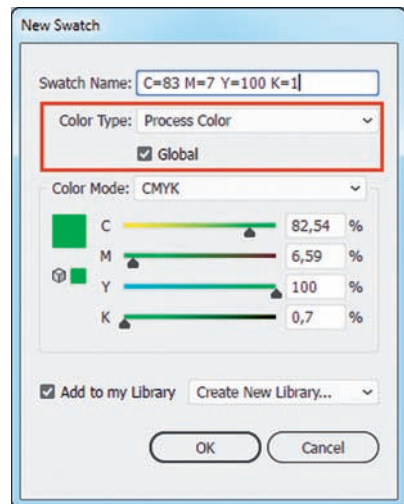 New Swatch
Swatch Name: C=83 M=7 Y=100 K=1
Color Type: Process Color
Global
Color Mode: CMYK
C 82,54 %
M 6,59 %
Y 100 %
K 0,7 %
Add to my Library Create New Library...
OK Cancel